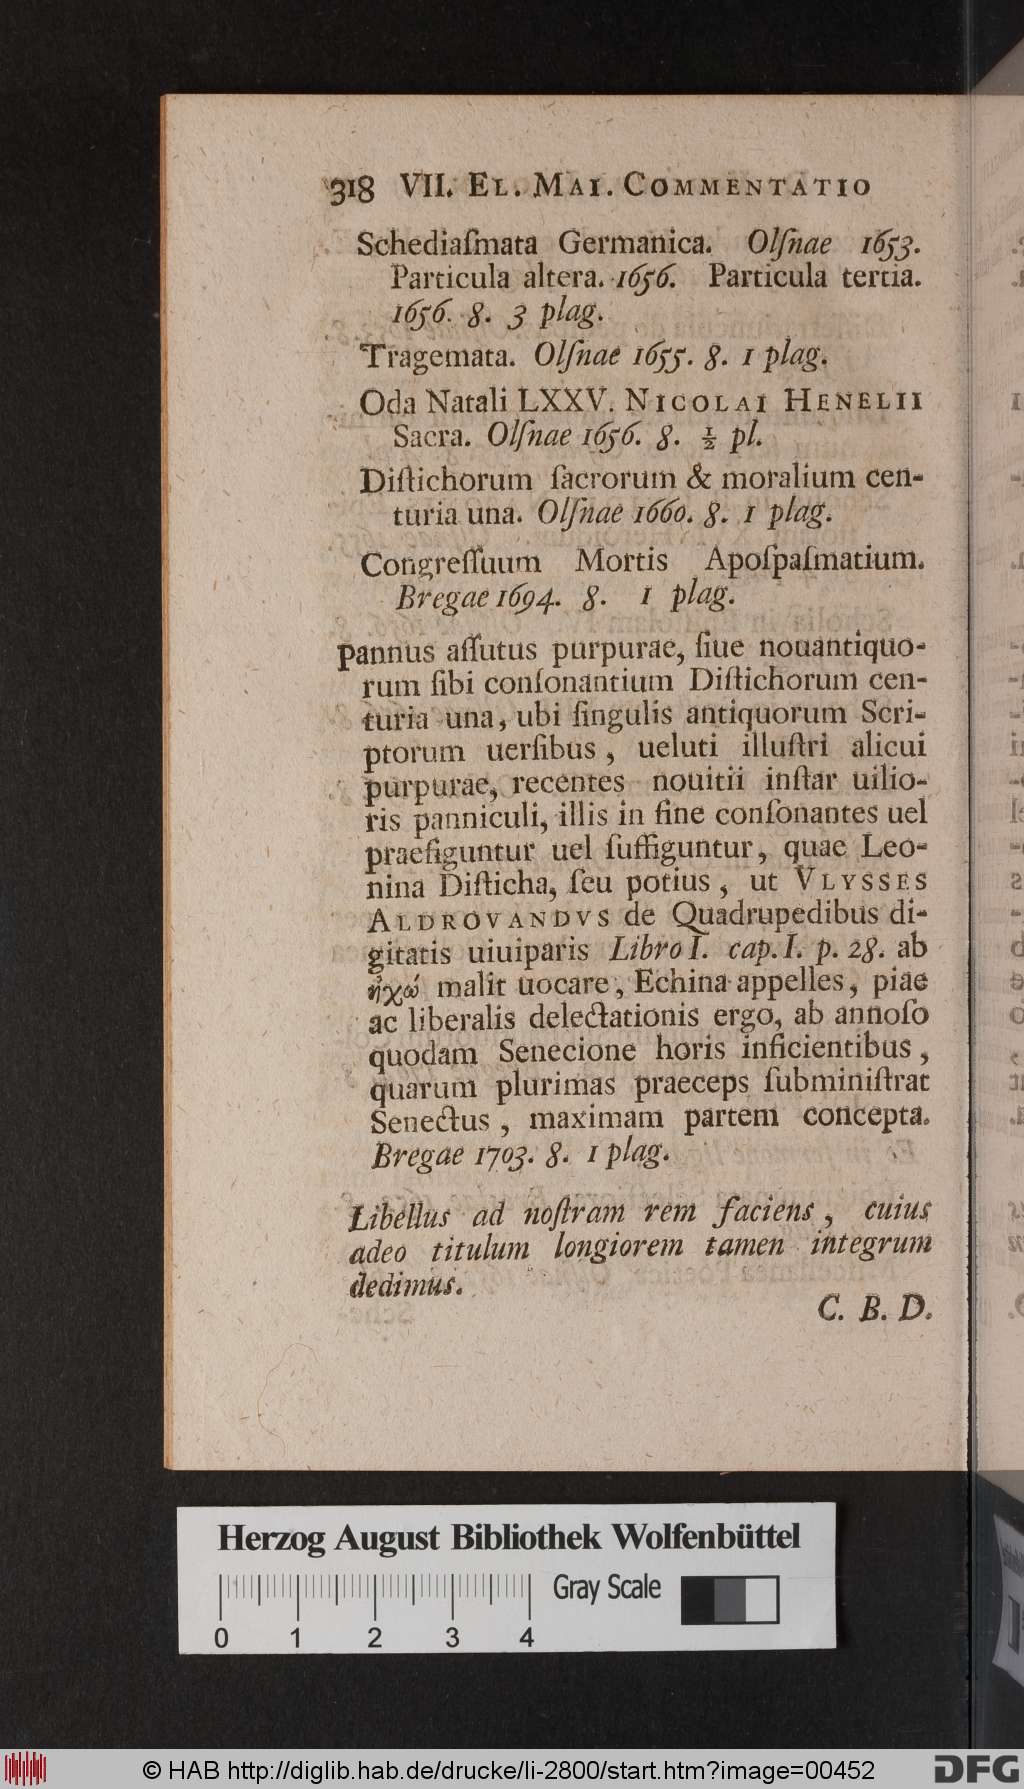 318 VII. EL. MAI. COMMENTATIO
Schediaſmata Germanica. Olſnae 1653.
Particula altera. 1656. Particula tertia.
1656. 8. 3 plag.
Tragemata. Olſnae 1655. 8. 1 plag.
Oda Natali LXXV. NICOLAI HENELII
Sacra. Olſnae 1656. 8. ½ pl.
Diſtichorum ſacrorum & moralium cen-
turia una. Olſnae 1660. 8. 1 plag.
Congreſſuum Mortis Apoſpaſmatium.
Bregae 1694. 8. 1 plag.
Pannus aſſutus purpurae, ſiue nouantiquo-
rum ſibi conſonantium Diſtichorum cen-
turia una, ubi ſingulis antiquorum Scri-
ptorum uerſibus, ueluti illuſtri alicui
purpurae, recentes nouitii inſtar uilio-
ris panniculi, illis in fine conſonantes uel
praefiguntur uel ſuffiguntur, quae Leo-
nina Diſticha, ſeu potius, ut VLYSSES
ALDROVANDVS de Quadrupedibus di-
gitatis uiuiparis Libro I. cap. I. p. 28. ab
ἠχώ malit uocare, Echina appelles, piae
ac liberalis delectationis ergo, ab annoſo
quodam Senecione horis inficientibus,
quarum plurimas praeceps ſubminiſtrat
Senectus, maximam partem concepta.
Bregae 1703. 8. 1 plag.
Libellus ad noſtram rem faciens, cuius
adeo titulum longiorem tamen integrum
dedimus.
C. B. D.
Herzog August Bibliothek Wolfenbüttel
Gray Scale
0 1 2 3 4
© HAB http://diglib.hab.de/drucke/li-2800/start.htm?image=00452
DFG